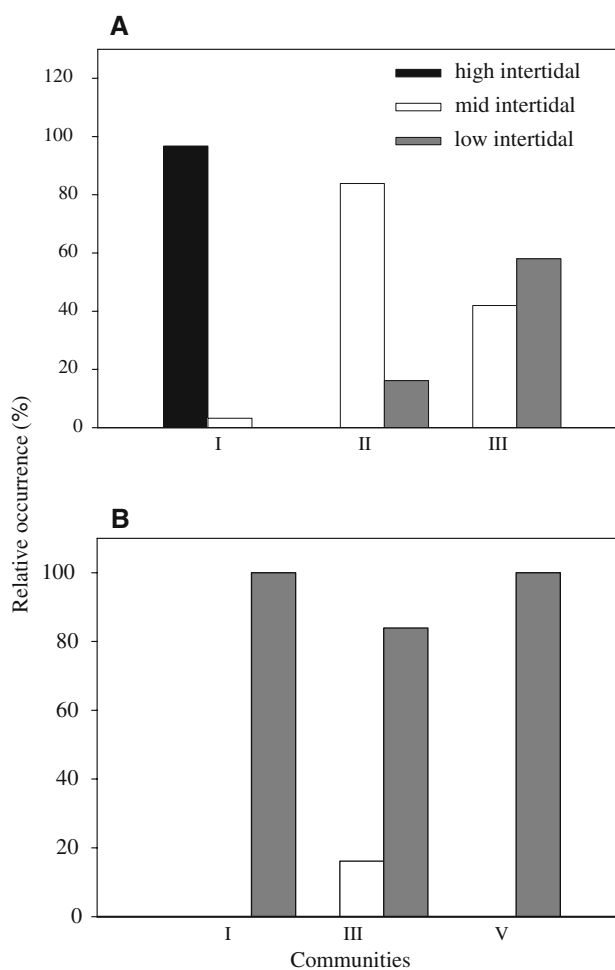 A
120
100
80
60
40
20
0
high intertidal
mid intertidal
low intertidal
I II III
Relative occurrence (%)
B
100
80
60
40
20
0
I III V
Communities